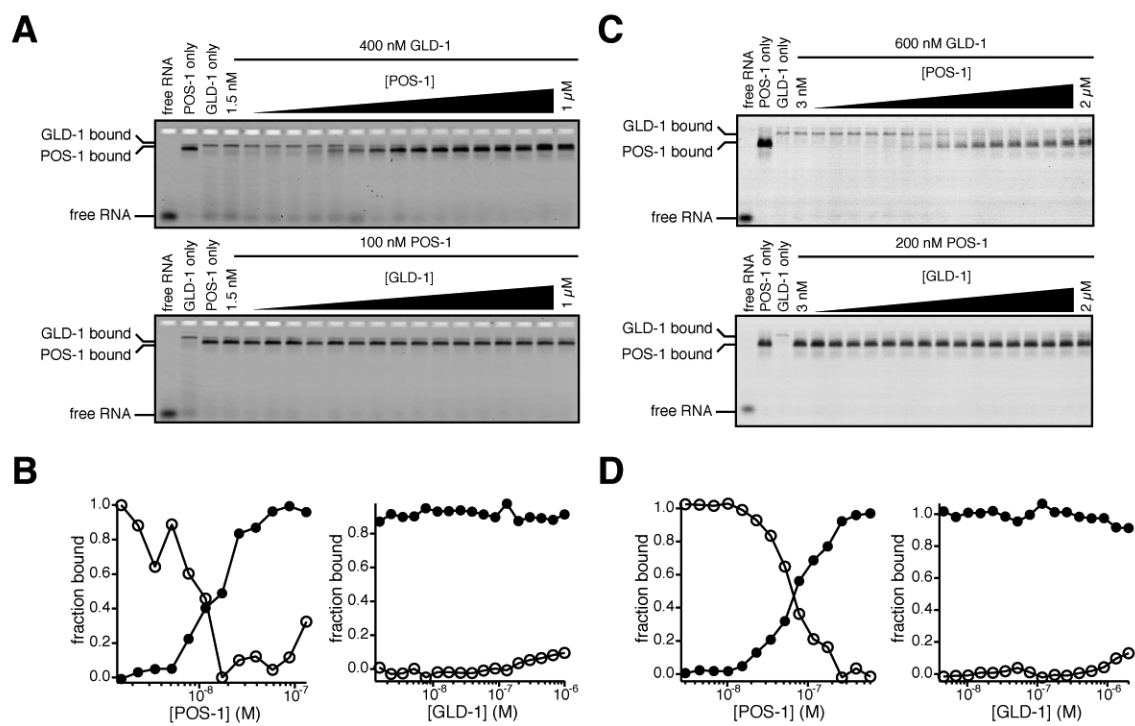 A
400 nM GLD-1
[POS-1]
free RNA
POS-1 only
GLD-1 only
1.5 nM
1 µM
GLD-1 bound
POS-1 bound
free RNA
100 nM POS-1
[GLD-1]
free RNA
GLD-1 only
POS-1 only
1.5 nM
1 µM
GLD-1 bound
POS-1 bound
free RNA
C
600 nM GLD-1
[POS-1]
free RNA
POS-1 only
GLD-1 only
3 nM
2 µM
GLD-1 bound
POS-1 bound
free RNA
200 nM POS-1
[GLD-1]
free RNA
POS-1 only
GLD-1 only
3 nM
2 µM
GLD-1 bound
POS-1 bound
free RNA
B
fraction bound
1.0
0.8
0.6
0.4
0.2
0.0
10⁻⁸
10⁻⁷
[POS-1] (M)
fraction bound
0.8
0.6
0.4
0.2
0.0
10⁻⁸
10⁻⁷
10⁻⁶
[GLD-1] (M)
D
fraction bound
1.0
0.8
0.6
0.4
0.2
0.0
10⁻⁸
10⁻⁷
[POS-1] (M)
fraction bound
1.0
0.8
0.6
0.4
0.2
0.0
10⁻⁸
10⁻⁷
10⁻⁶
[GLD-1] (M)